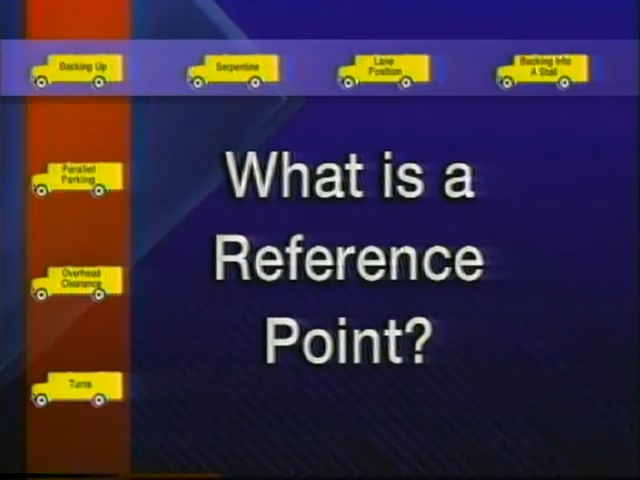 Backing Up
Serpentine
Lane
Position
Backing Into
A Stall
Parallel
Parking
Overhead
Clearance
Turns
What is a
Reference
Point?